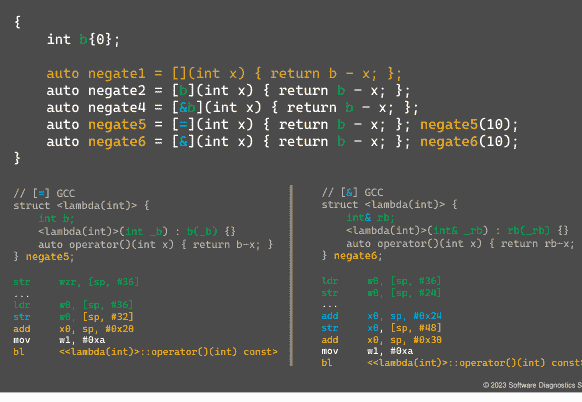 {
int b{0};
auto negate1 = [](int x) { return b - x; };
auto negate2 = [b](int x) { return b - x; };
auto negate4 = [&b](int x) { return b - x; };
auto negate5 = [=](int x) { return b - x; }; negate5(10);
auto negate6 = [&](int x) { return b - x; }; negate6(10);
}
// [=] GCC
struct <lambda(int)> {
int b;
<lambda(int)>(int _b) : b(_b) {}
auto operator()(int x) { return b-x; }
} negate5;
str wzr, [sp, #36]
...
ldr w0, [sp, #36]
str w0, [sp, #32]
add x0, sp, #0x20
mov w1, #0xa
bl <<lambda(int)>::operator()(int) const>
// [&] GCC
struct <lambda(int)> {
int& rb;
<lambda(int)>(int& _rb) : rb(_rb) {}
auto operator()(int x) { return rb-x;
} negate6;
ldr w0, [sp, #36]
str w0, [sp, #24]
...
add x0, sp, #0x24
str x0, [sp, #48]
add x0, sp, #0x30
mov w1, #0xa
bl <<lambda(int)>::operator()(int) const>
© 2023 Software Diagnostics S